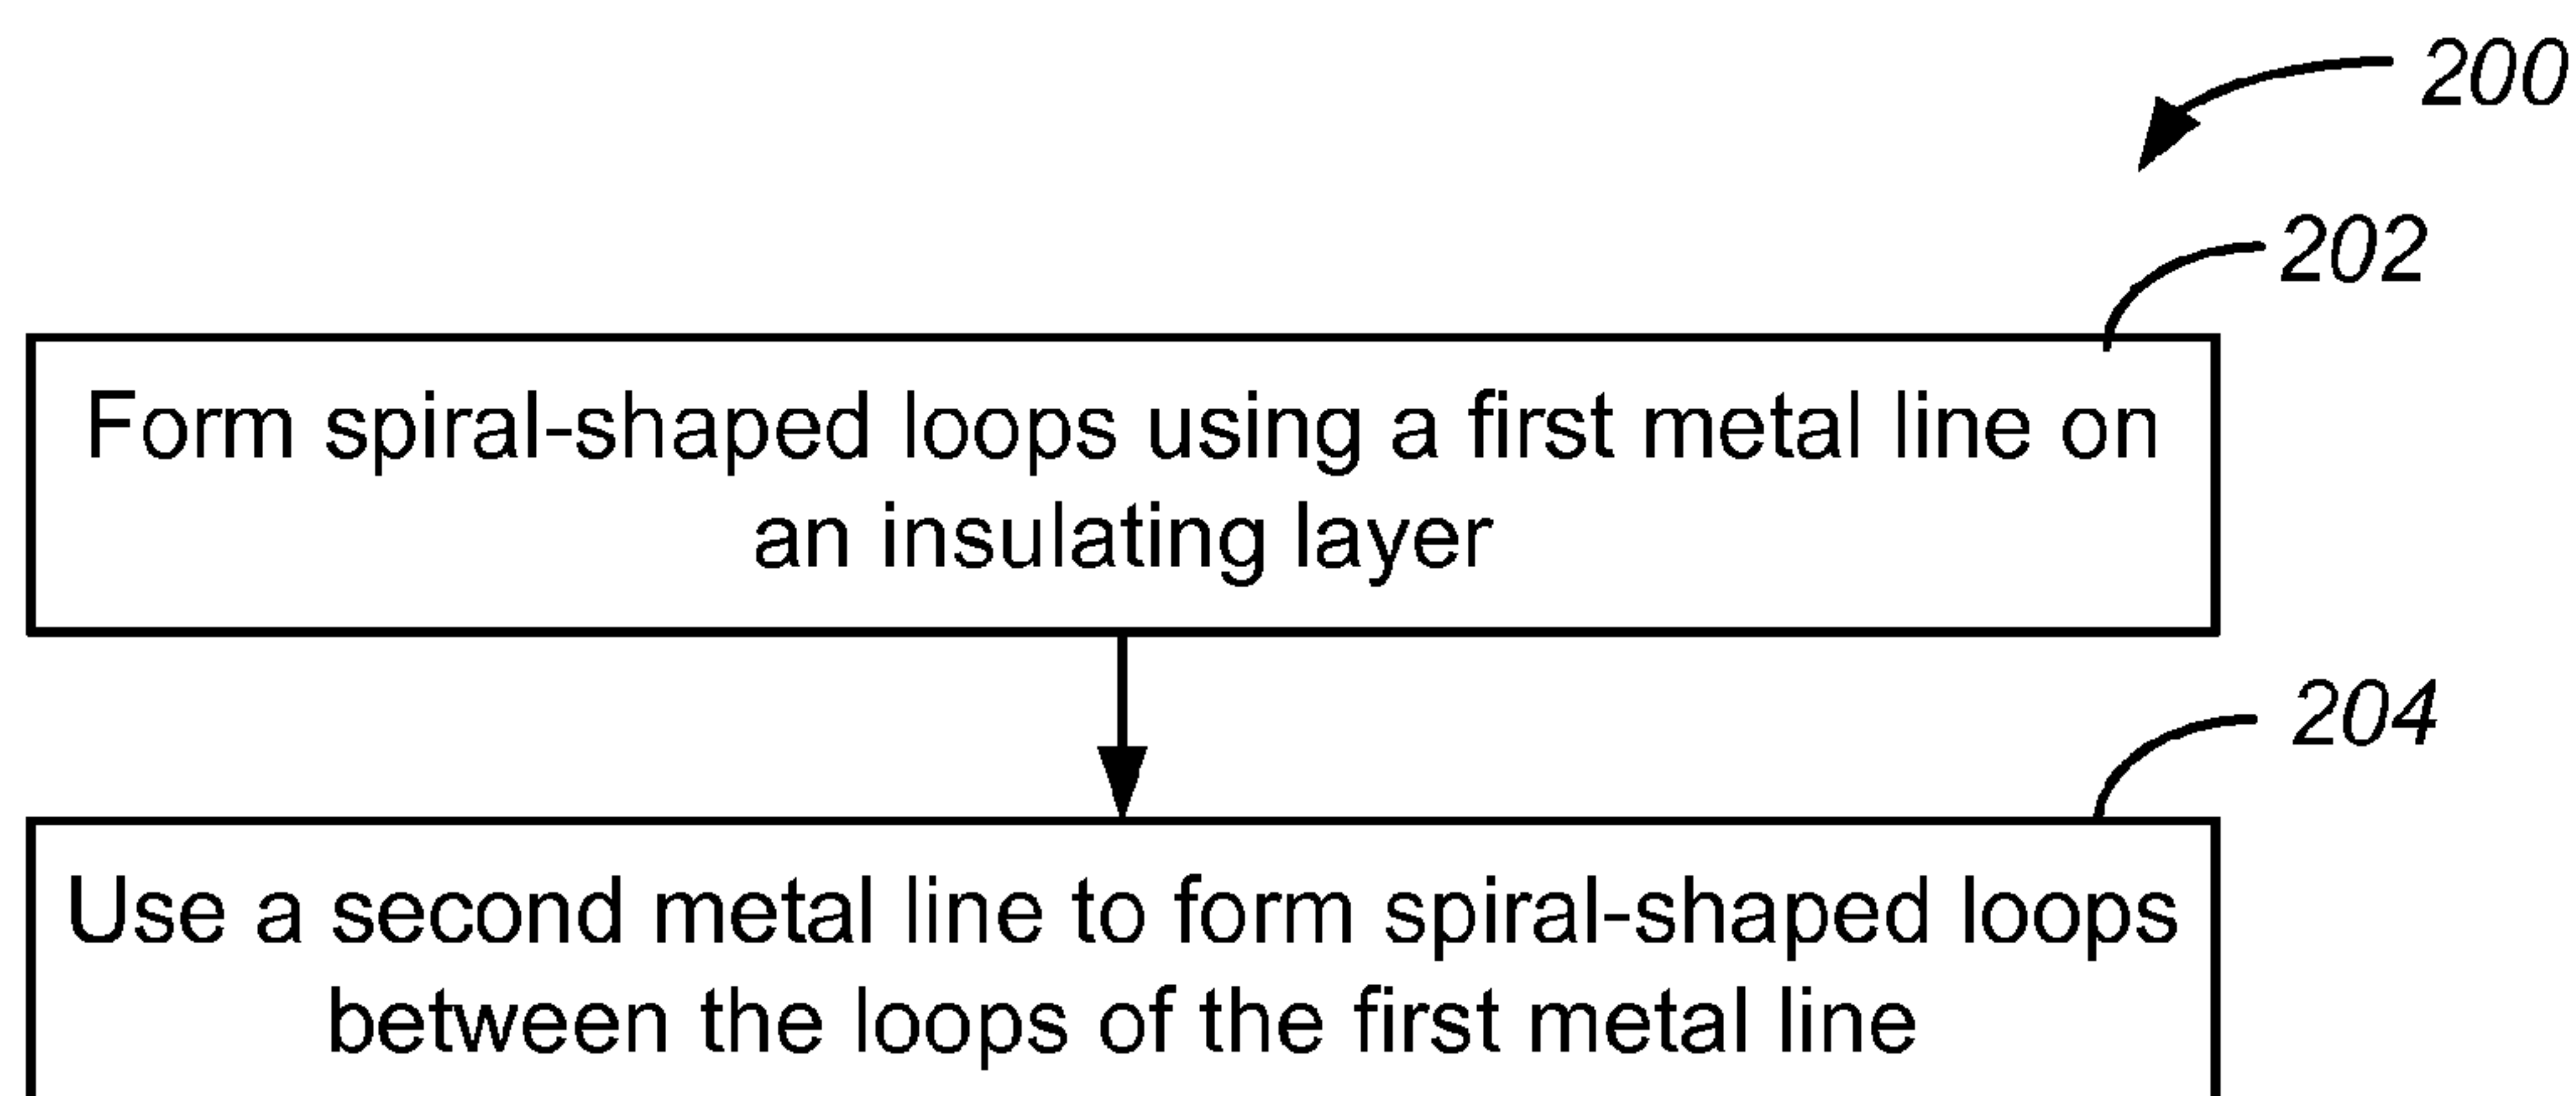 200
202
Form spiral-shaped loops using a first metal line on
an insulating layer
204
Use a second metal line to form spiral-shaped loops
between the loops of the first metal line